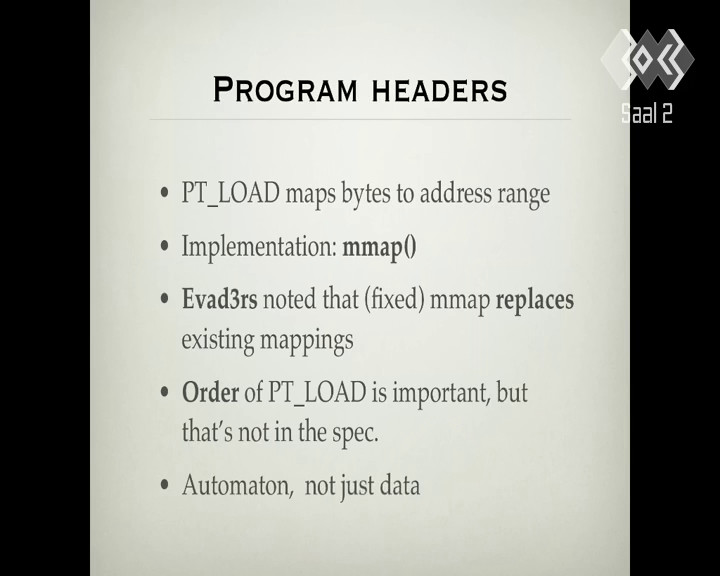 Program headers
Saal 2
• PT_LOAD maps bytes to address range
• Implementation: mmap()
• Evad3rs noted that (fixed) mmap replaces
existing mappings
• Order of PT_LOAD is important, but
that's not in the spec.
• Automaton, not just data